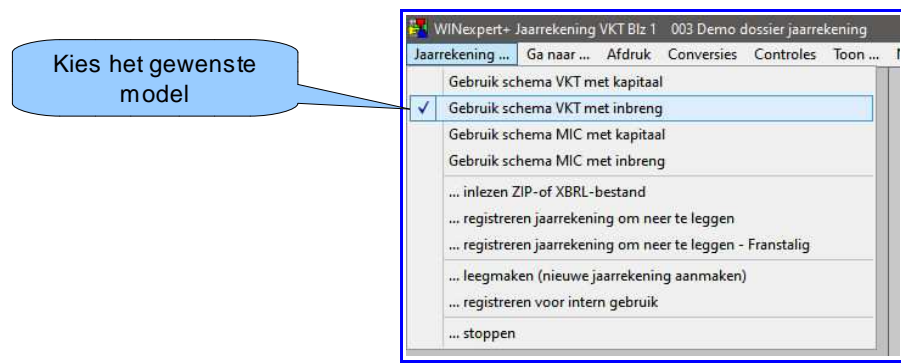 Kies het gewenste
model
WINexpert+ Jaarrekening VKT Blz 1 003 Demo dossier jaarrekening
Jaarrekening ... Ga naar ... Afdruk Conversies Controles Toon ...
Gebruik schema VKT met kapitaal
✓ Gebruik schema VKT met inbreng
Gebruik schema MIC met kapitaal
Gebruik schema MIC met inbreng
... inlezen ZIP-of XBRL-bestand
... registreren jaarrekening om neer te leggen
... registreren jaarrekening om neer te leggen - Franstalig
... leegmaken (nieuwe jaarrekening aanmaken)
... registreren voor intern gebruik
... stoppen